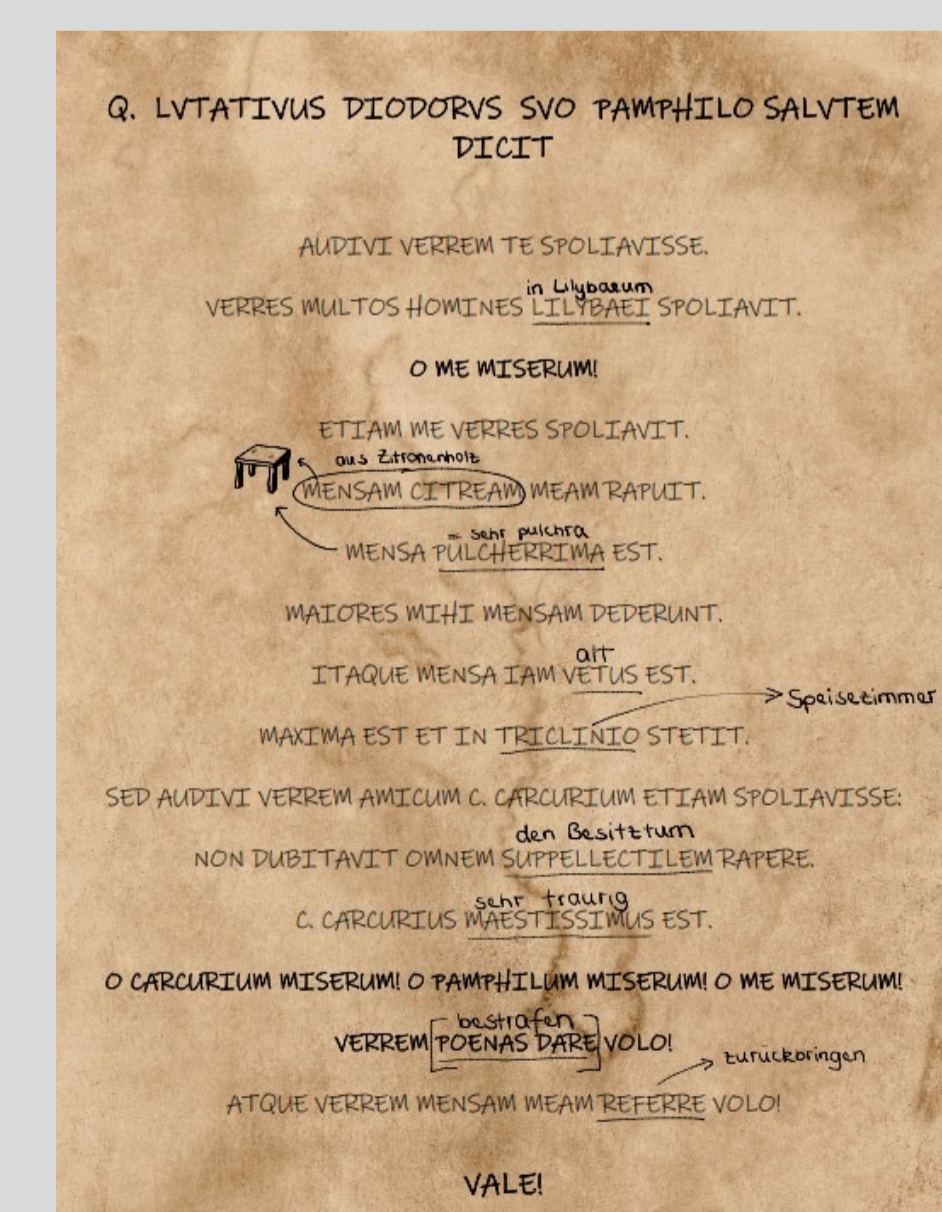 Q. LVTATIVUS DIODORVS SVO PAMPHILO SALVTEM
DICIT
AUDIVI VERREM TE SPOLIAVISSE.
in Lilybaeum
VERRES MULTOS HOMINES LILYBAEI SPOLIAVIT.
O ME MISERUM!
ETIAM ME VERRES SPOLIAVIT.
aus Zitronenholz
MENSAM CITREAM MEAM RAPUIT.
= sehr pulchra
MENSA PULCHERRIMA EST.
MAIORES MIHI MENSAM DEDERUNT.
alt
ITAQUE MENSA IAM VETUS EST.
Speisezimmer
MAXIMA EST ET IN TRICLINIO STETIT.
SED AUDIVI VERREM AMICUM C. CARCURIUM ETIAM SPOLIAVISSE:
den Besitztum
NON DUBITAVIT OMNEM SUPPELLECTILEM RAPERE.
sehr traurig
C. CARCURIUS MAESTISSIMUS EST.
O CARCURIUM MISERUM! O PAMPHILUM MISERUM! O ME MISERUM!
bestrafen
VERREM POENAS DARE VOLO!
zurückbringen
ATQUE VERREM MENSAM MEAM REFERRE VOLO!
VALE!